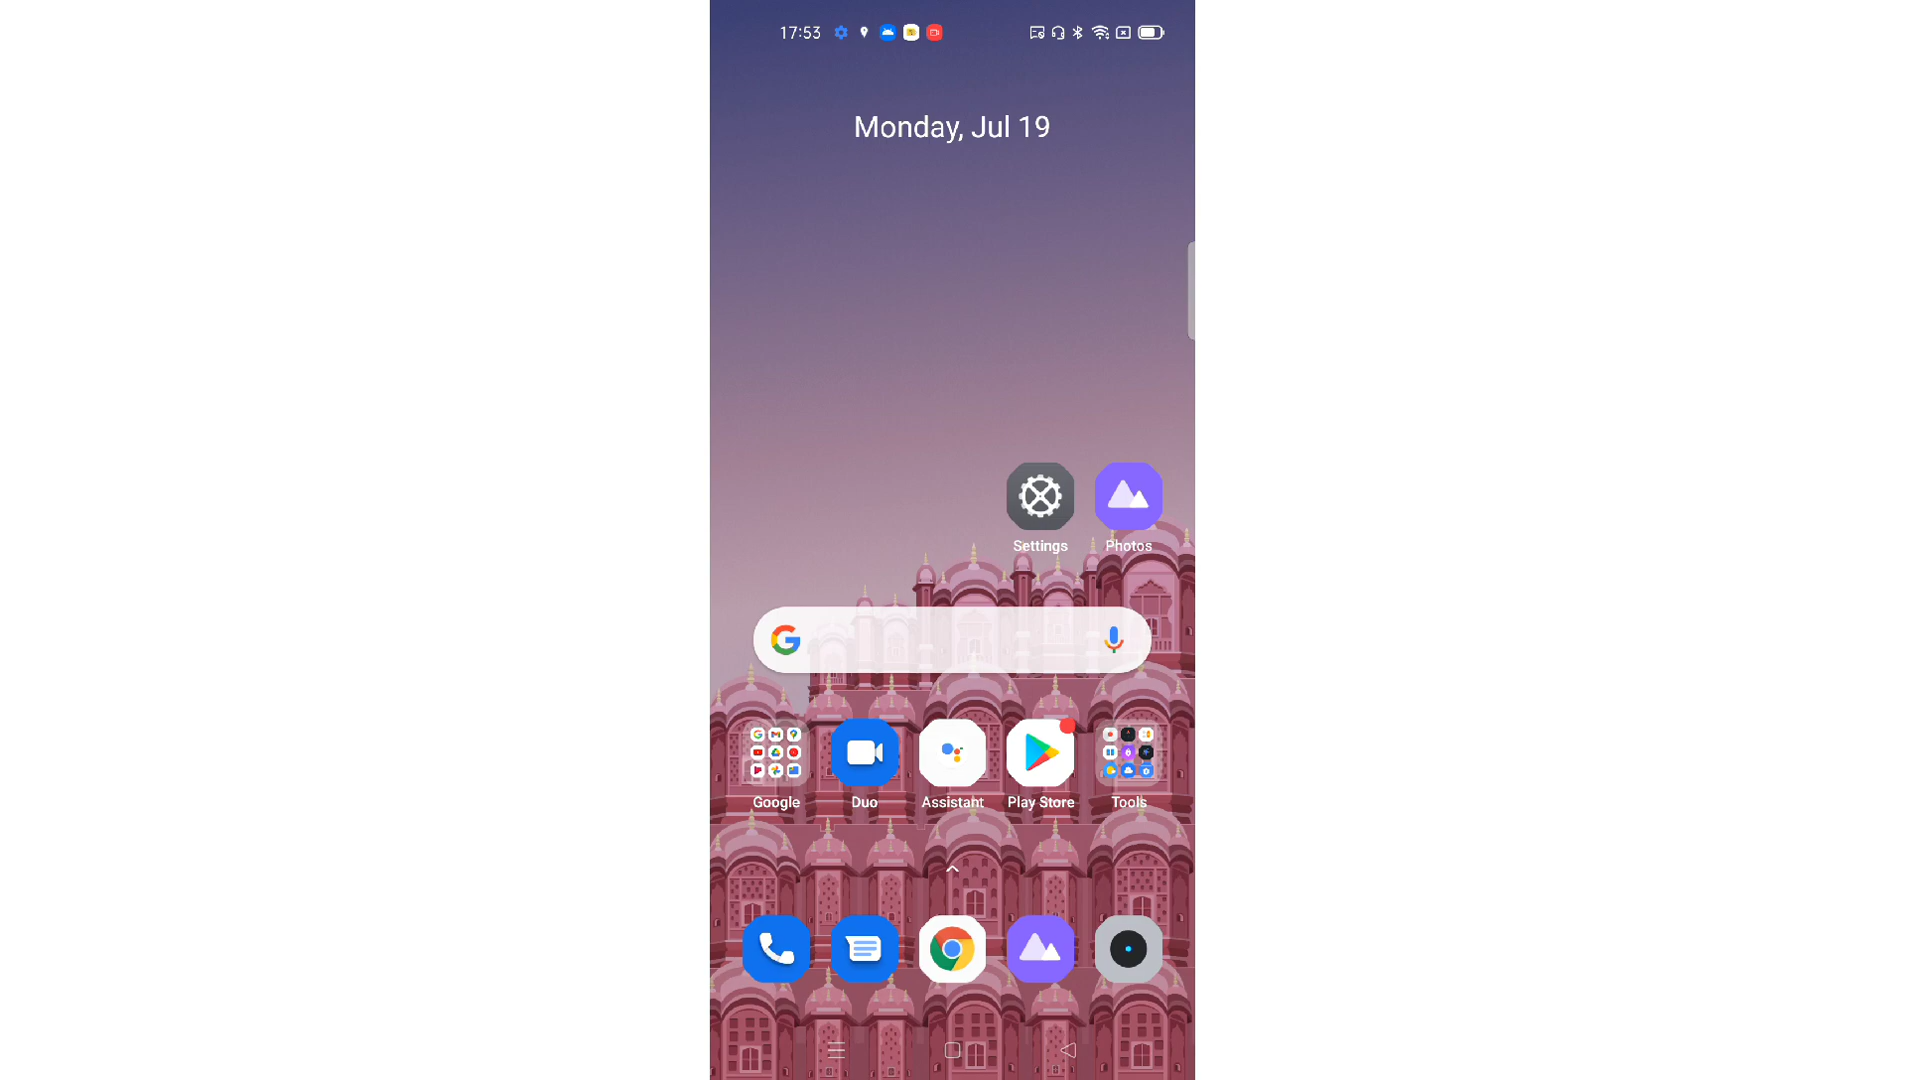 17:53
Monday, Jul 19
Settings
Photos
Google
Duo
Assistant
Play Store
Tools